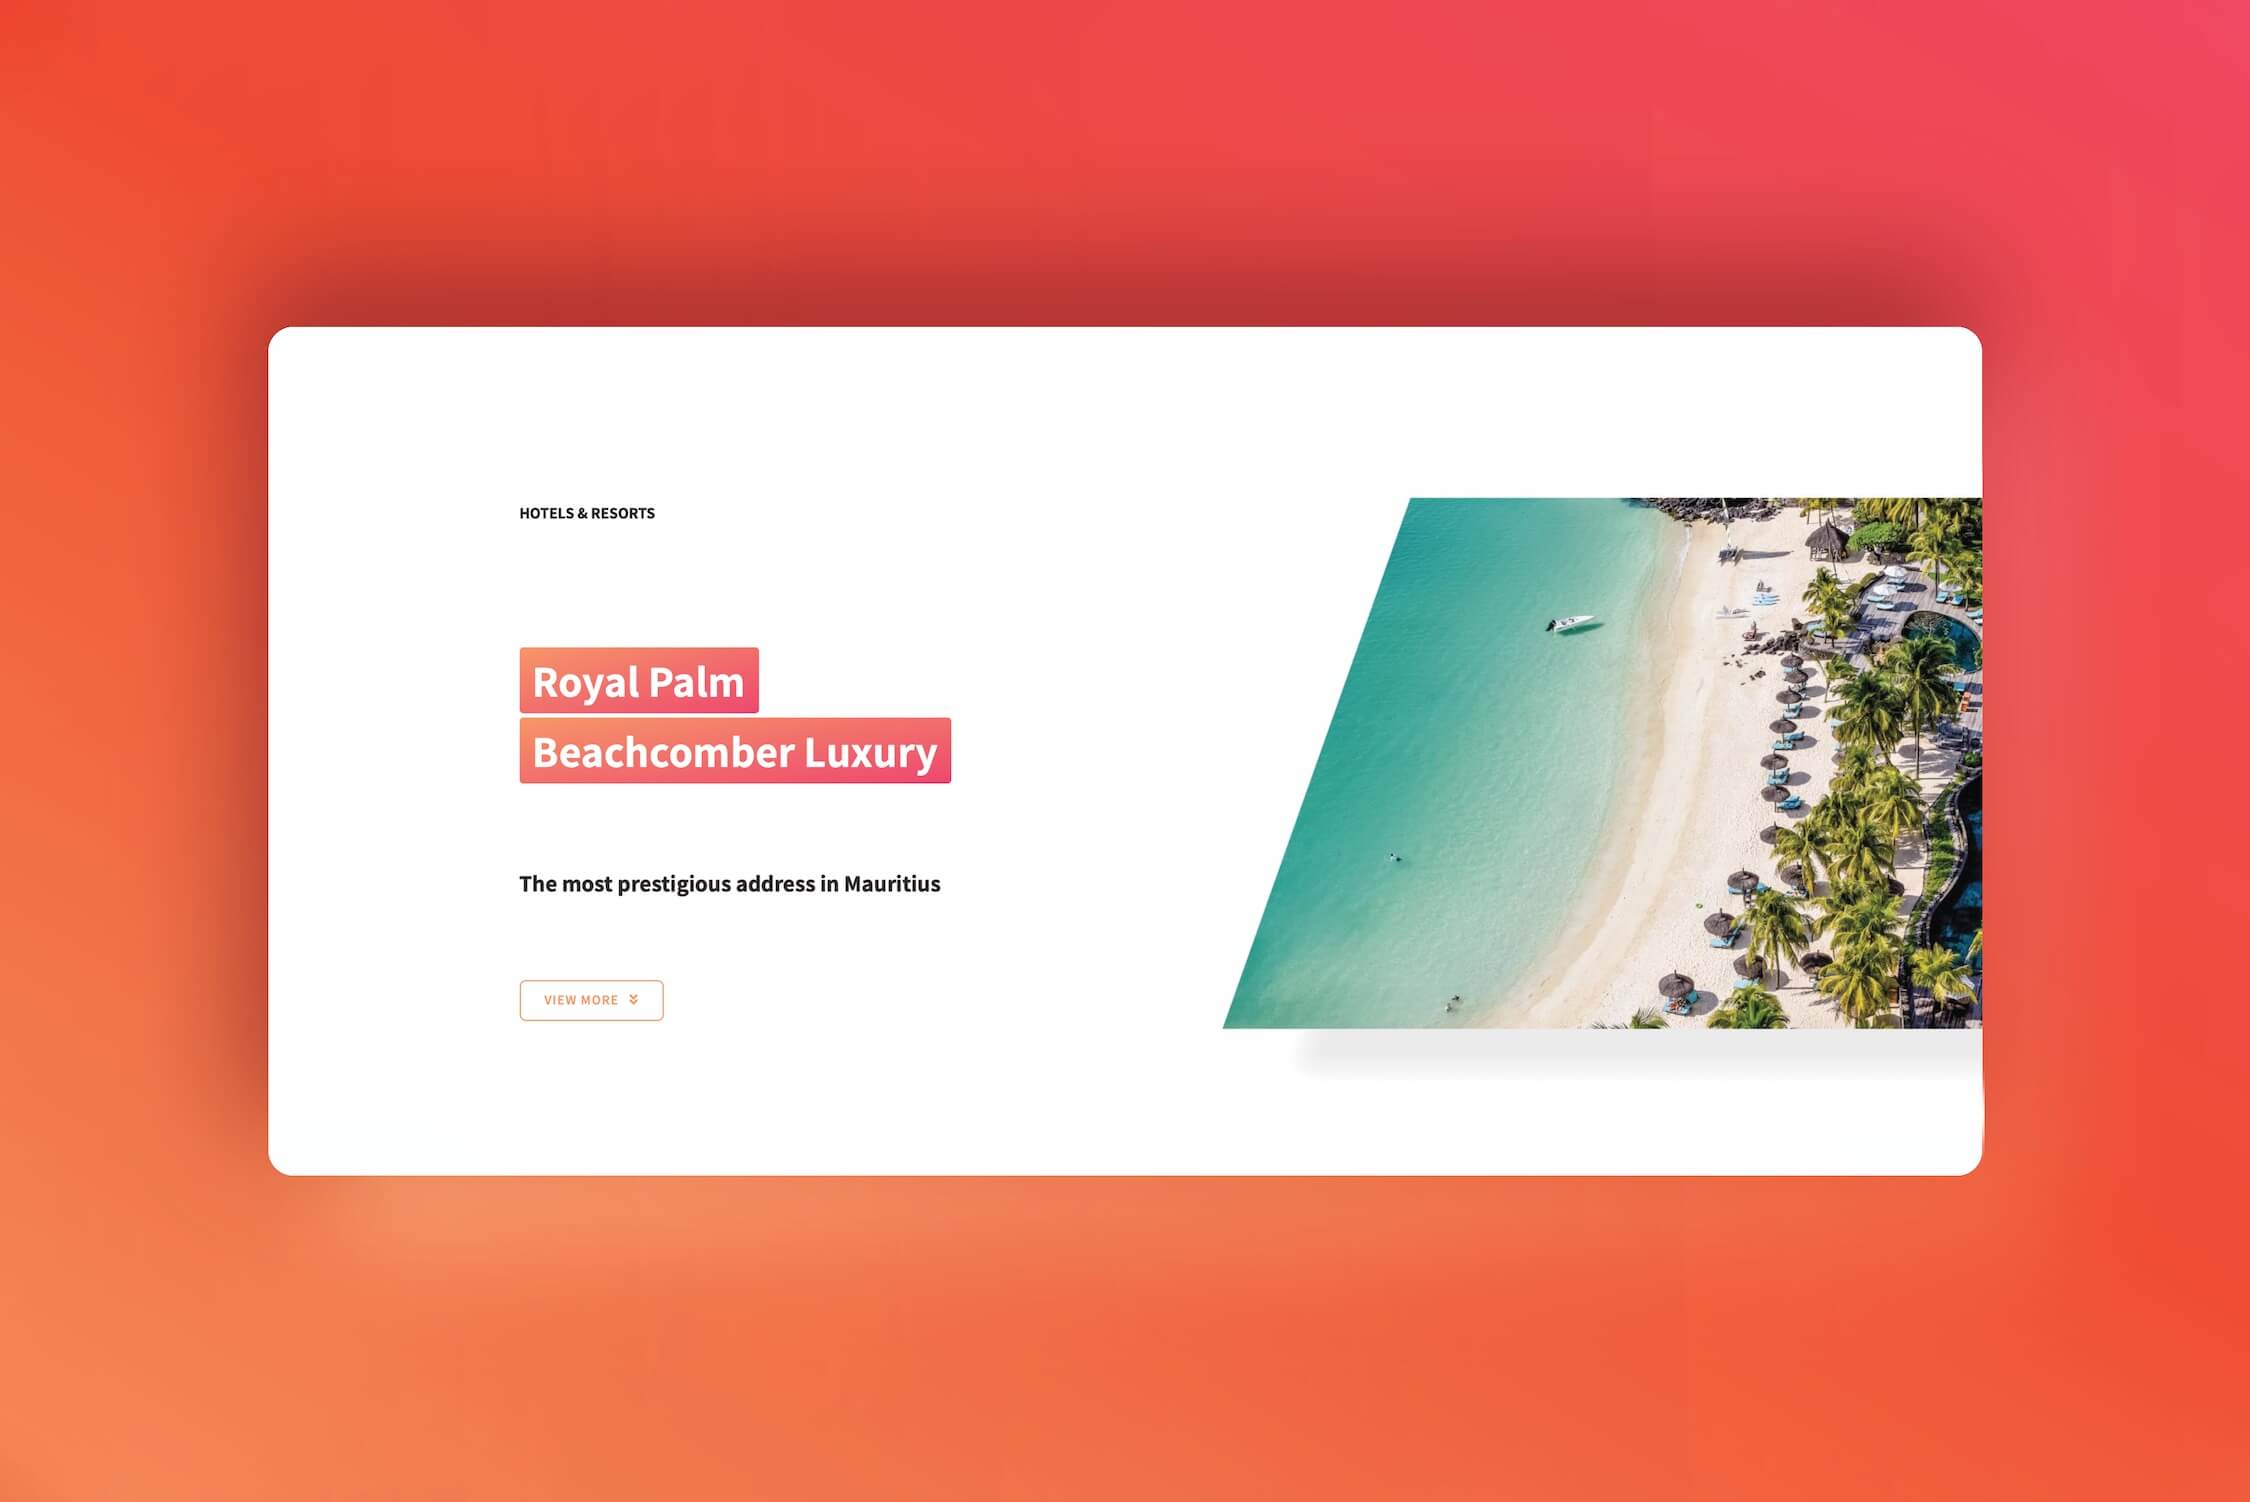 HOTELS & RESORTS
Royal Palm
Beachcomber Luxury
The most prestigious address in Mauritius
VIEW MORE